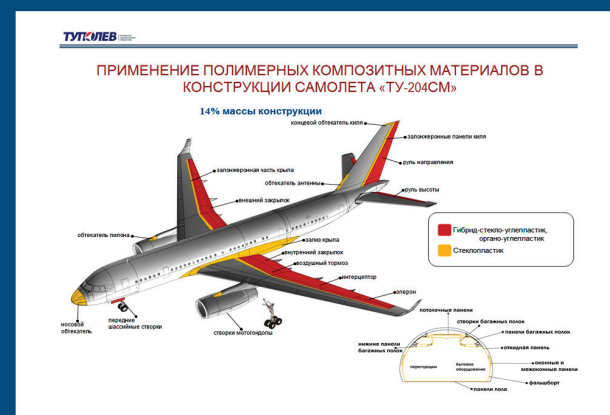 ТУПОЛЕВ
ПРИМЕНЕНИЕ ПОЛИМЕРНЫХ КОМПОЗИТНЫХ МАТЕРИАЛОВ В
КОНСТРУКЦИИ САМОЛЕТА «ТУ-204СМ»
14% массы конструкции
концевой обтекатель киля
залонжеронные панели киля
руль направления
залонжеронная часть крыла
обтекатель антенны
руль высоты
внешний закрылок
обтекатель пилона
зализ крыла
внутренний закрылок
воздушный тормоз
интерцептор
элерон
Гибрид-стекло-углепластик,
органо-углепластик
Стеклопластик
носовой
обтекатель
передние
шассийные створки
створки мотогондолы
потолочные панели
створки багажных полок
панели багажных полок
нижние панели
багажных полок
откидная панель
перегородки
бытовое
оборудование
оконные и
межоконные панели
фальшборт
панели пола